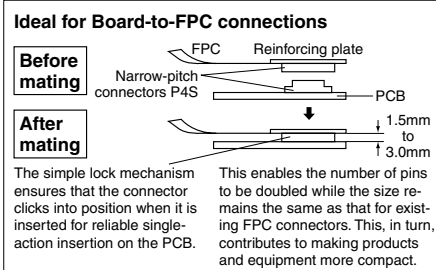 Ideal for Board-to-FPC connections
Before
mating
FPC
Reinforcing plate
Narrow-pitch
connectors P4S
PCB
After
mating
1.5mm
to
3.0mm
The simple lock mechanism
ensures that the connector
clicks into position when it is
inserted for reliable single-
action insertion on the PCB.
This enables the number of pins
to be doubled while the size re-
mains the same as that for exist-
ing FPC connectors. This, in turn,
contributes to making products
and equipment more compact.